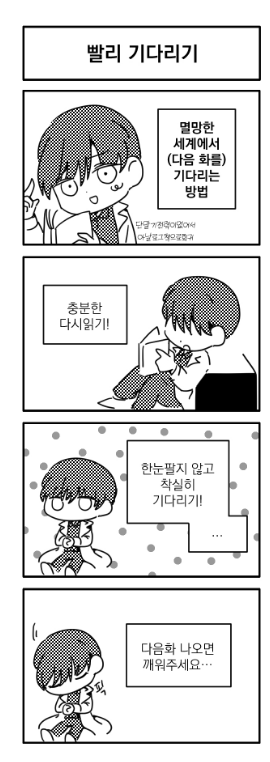 빨리 기다리기
멸망한
세계에서
(다음 화를)
기다리는
방법
충분한
다시읽기!
한눈팔지 않고
착실히
기다리기!
...
픽
다음화 나오면
깨워주세요...